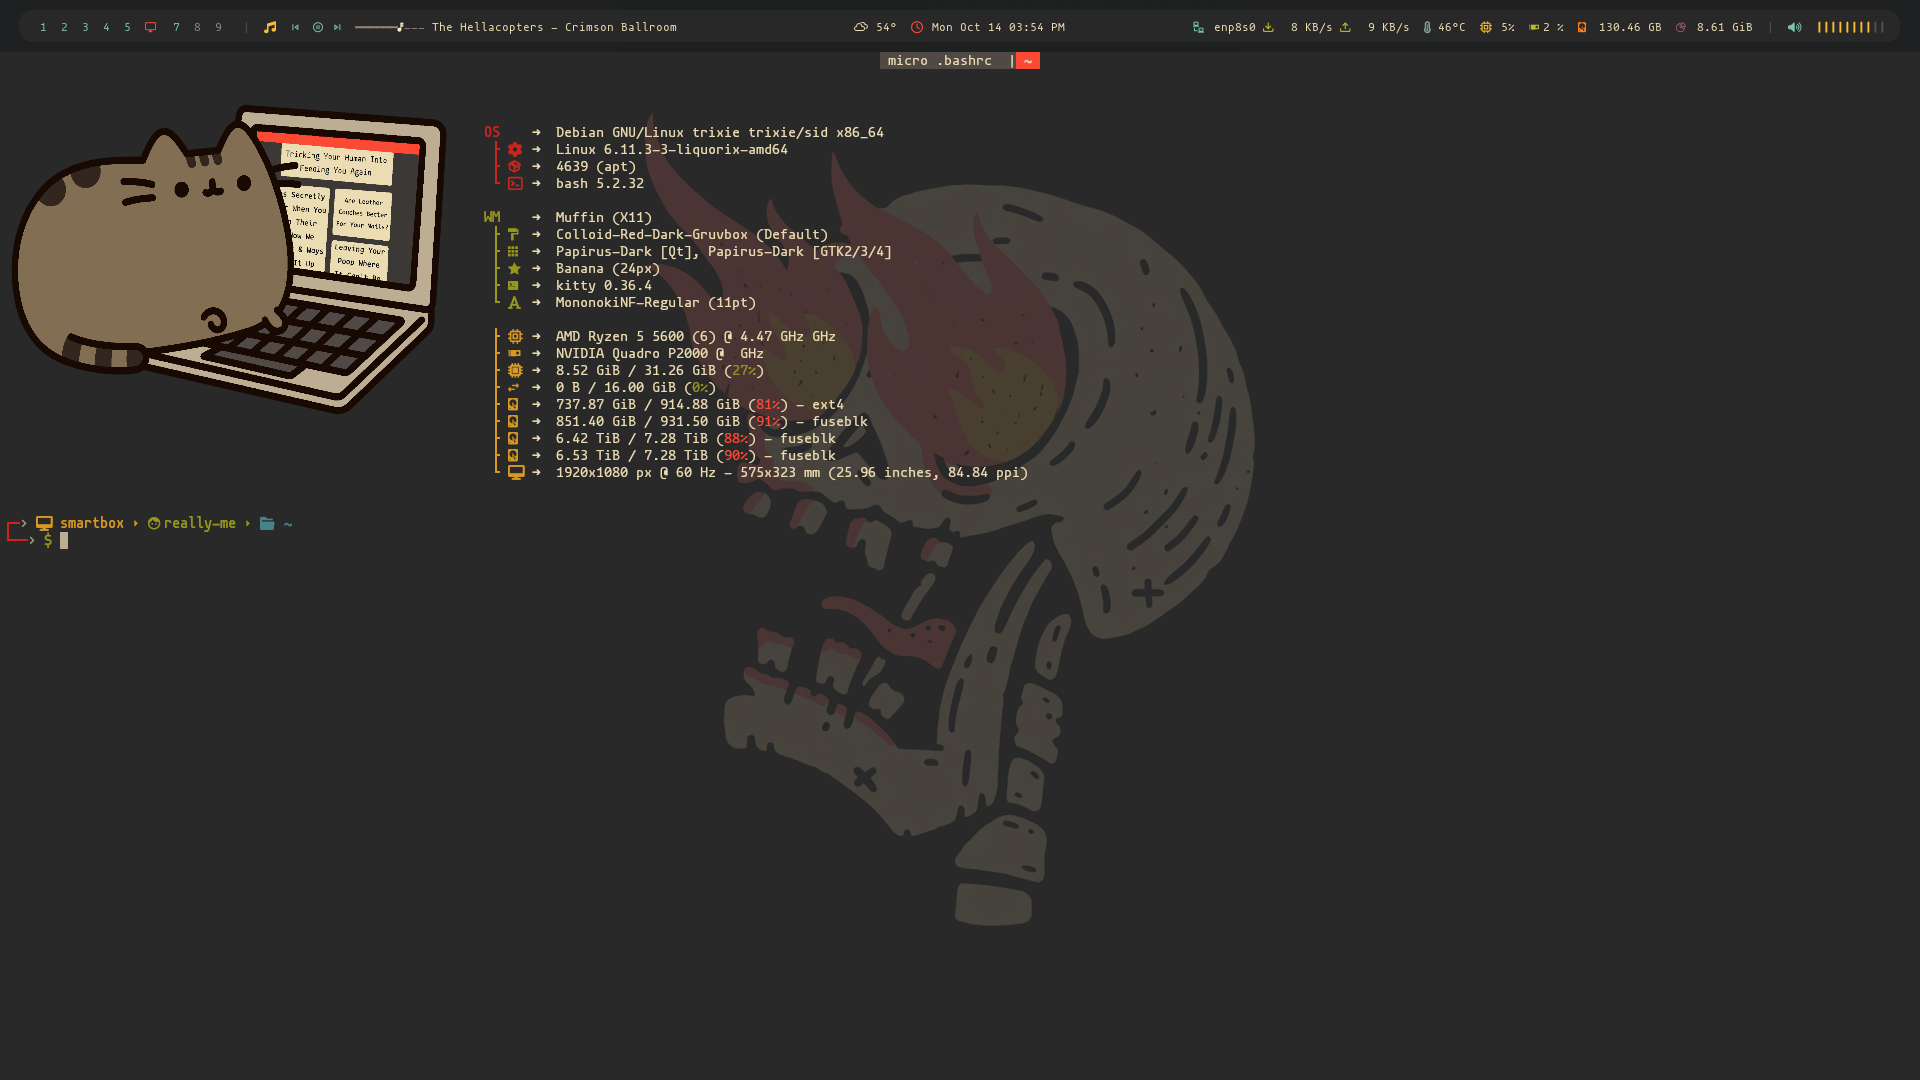 1 2 3 4 5 7 8 9 | The Hellacopters – Crimson Ballroom 54° Mon Oct 14 03:54 PM enp8s0 8 KB/s 9 KB/s 46°C 5% 2 % 130.46 GB 8.61 GiB |
micro .bashrc | ~
Tricking Your Human Into
Feeding You Again
s Secretly
When You
Their
ow We
& Ways
It Up
Are Leather
Couches Better
For Your Nails?
Leaving Your
Poop Where
It Can't Be
OS ➜ Debian GNU/Linux trixie trixie/sid x86_64
➜ Linux 6.11.3-3-liquorix-amd64
➜ 4639 (apt)
➜ bash 5.2.32
WM ➜ Muffin (X11)
➜ Colloid-Red-Dark-Gruvbox (Default)
➜ Papirus-Dark [Qt], Papirus-Dark [GTK2/3/4]
➜ Banana (24px)
➜ kitty 0.36.4
➜ MononokiNF-Regular (11pt)
➜ AMD Ryzen 5 5600 (6) @ 4.47 GHz GHz
➜ NVIDIA Quadro P2000 @  GHz
➜ 8.52 GiB / 31.26 GiB (27%)
➜ 0 B / 16.00 GiB (0%)
➜ 737.87 GiB / 914.88 GiB (81%) – ext4
➜ 851.40 GiB / 931.50 GiB (91%) – fuseblk
➜ 6.42 TiB / 7.28 TiB (88%) – fuseblk
➜ 6.53 TiB / 7.28 TiB (90%) – fuseblk
➜ 1920x1080 px @ 60 Hz – 575x323 mm (25.96 inches, 84.84 ppi)
smartbox really-me ~
$